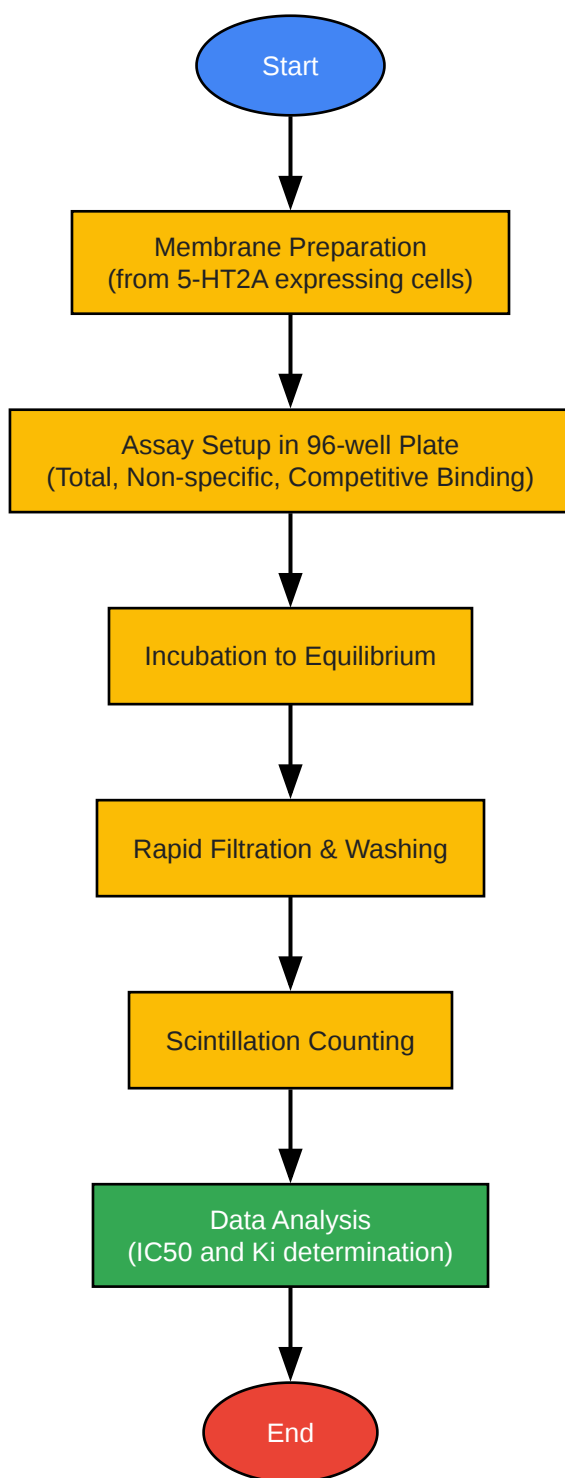 Start
Membrane Preparation
(from 5-HT2A expressing cells)
Assay Setup in 96-well Plate
(Total, Non-specific, Competitive Binding)
Incubation to Equilibrium
Rapid Filtration & Washing
Scintillation Counting
Data Analysis
(IC50 and Ki determination)
End